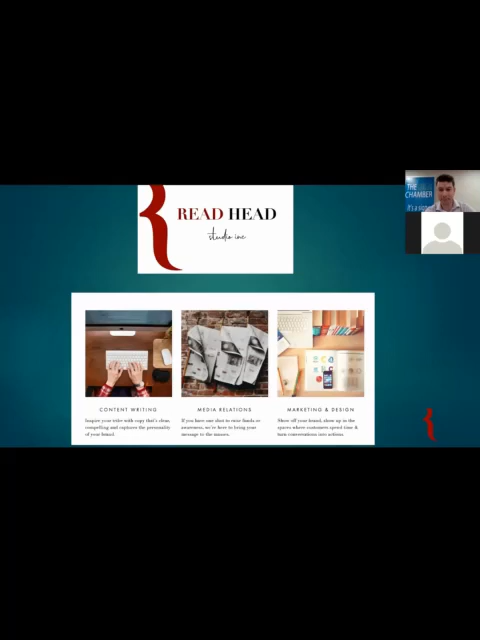 READ HEAD
studio inc
THE
CHAMBER
CONTENT WRITING
Inspire your tribe with copy that's clear,
compelling and captures the personality
of your brand.
MEDIA RELATIONS
If you have one shot to raise funds or
awareness, we're here to bring your
message to the masses.
MARKETING & DESIGN
Show off your brand, show up in the
spaces where customers spend time &
turn conversations into actions.